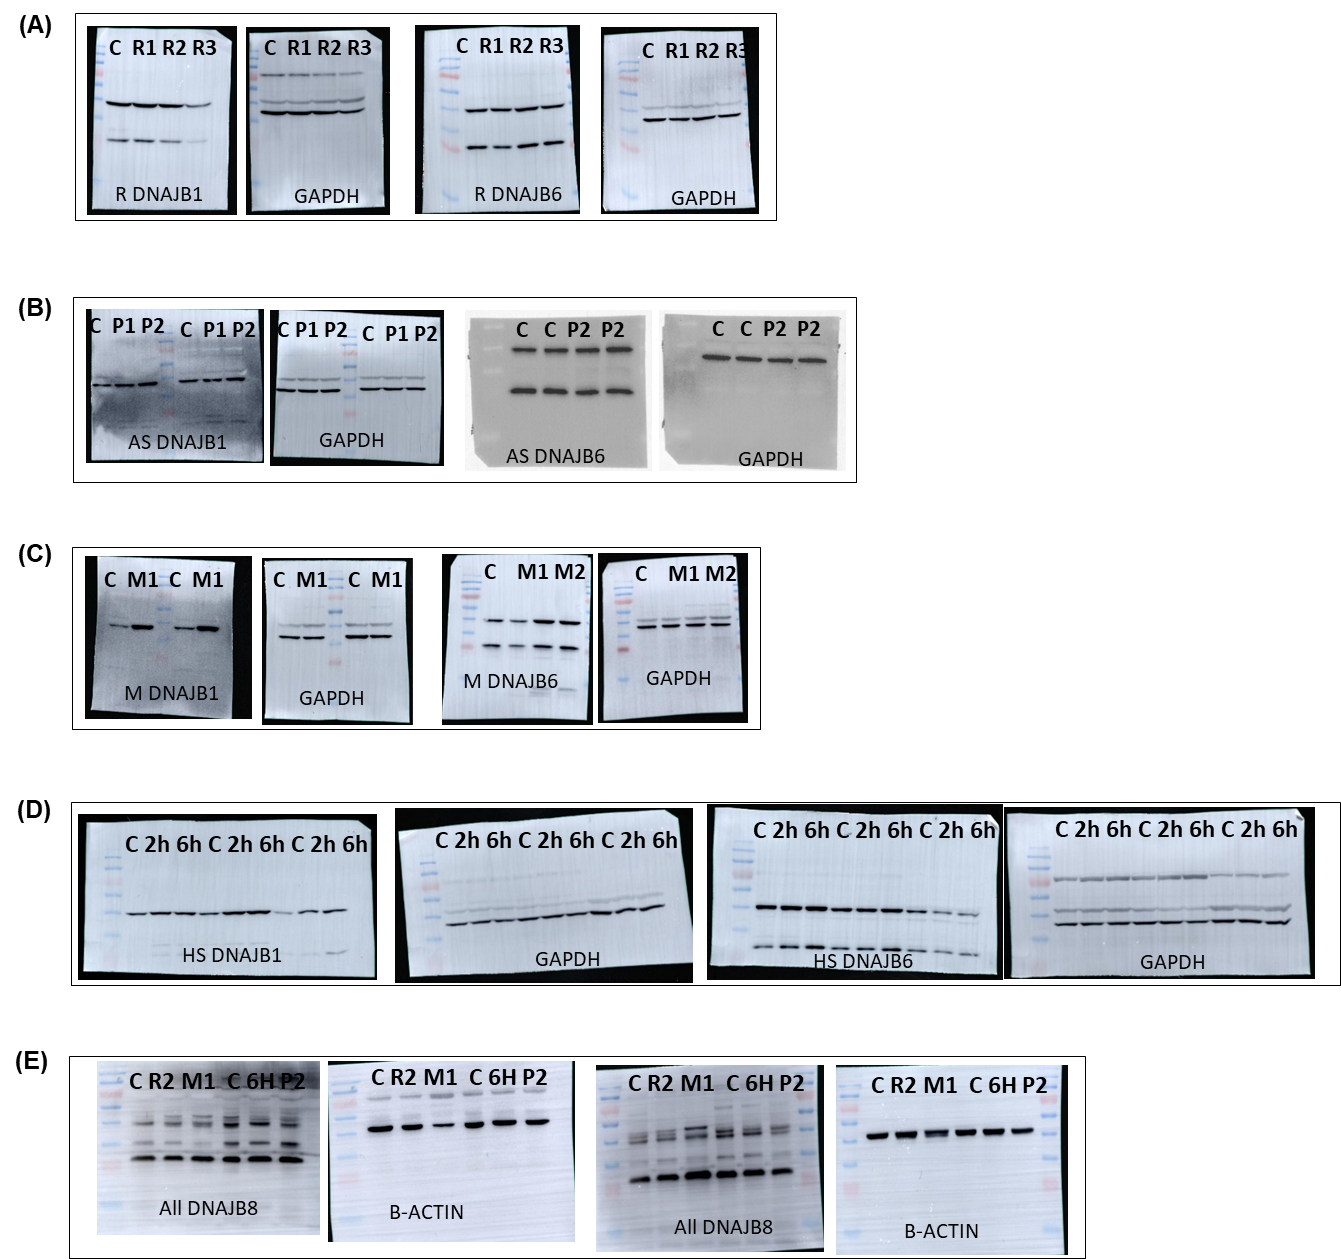 (A)
C R1 R2 R3
C R1 R2 R3
C R1 R2 R3
C R1 R2 R3
R DNAJB1
GAPDH
R DNAJB6
GAPDH
(B)
C P1 P2 C P1 P2
C P1 P2 C P1 P2
C C P2 P2
C C P2 P2
AS DNAJB1
GAPDH
AS DNAJB6
GAPDH
(C)
C M1 C M1
C M1 C M1
C M1 M2
C M1 M2
M DNAJB1
GAPDH
M DNAJB6
GAPDH
(D)
C 2h 6h C 2h 6h C 2h 6h
C 2h 6h C 2h 6h C 2h 6h
C 2h 6h C 2h 6h C 2h 6h
C 2h 6h C 2h 6h C 2h 6h
HS DNAJB1
GAPDH
HS DNAJB6
GAPDH
(E)
C R2 M1 C 6H P2
C R2 M1 C 6H P2
C R2 M1 C 6H P2
C R2 M1 C 6H P2
All DNAJB8
B-ACTIN
All DNAJB8
B-ACTIN